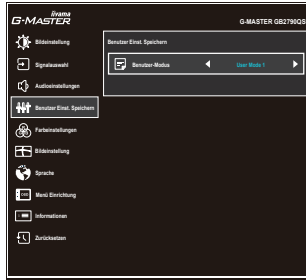 iiyama
G-MASTER
G-MASTER GB2790QS
Bildeinstellung
Signalauswahl
Audioeinstellungen
Benutzer Einst. Speichern
Farbeinstellungen
Bildeinstellung
Sprache
Menü Einrichtung
Informationen
Zurücksetzen
Benutzer Einst. Speichern
Benutzer-Modus
User Mode 1
OSD